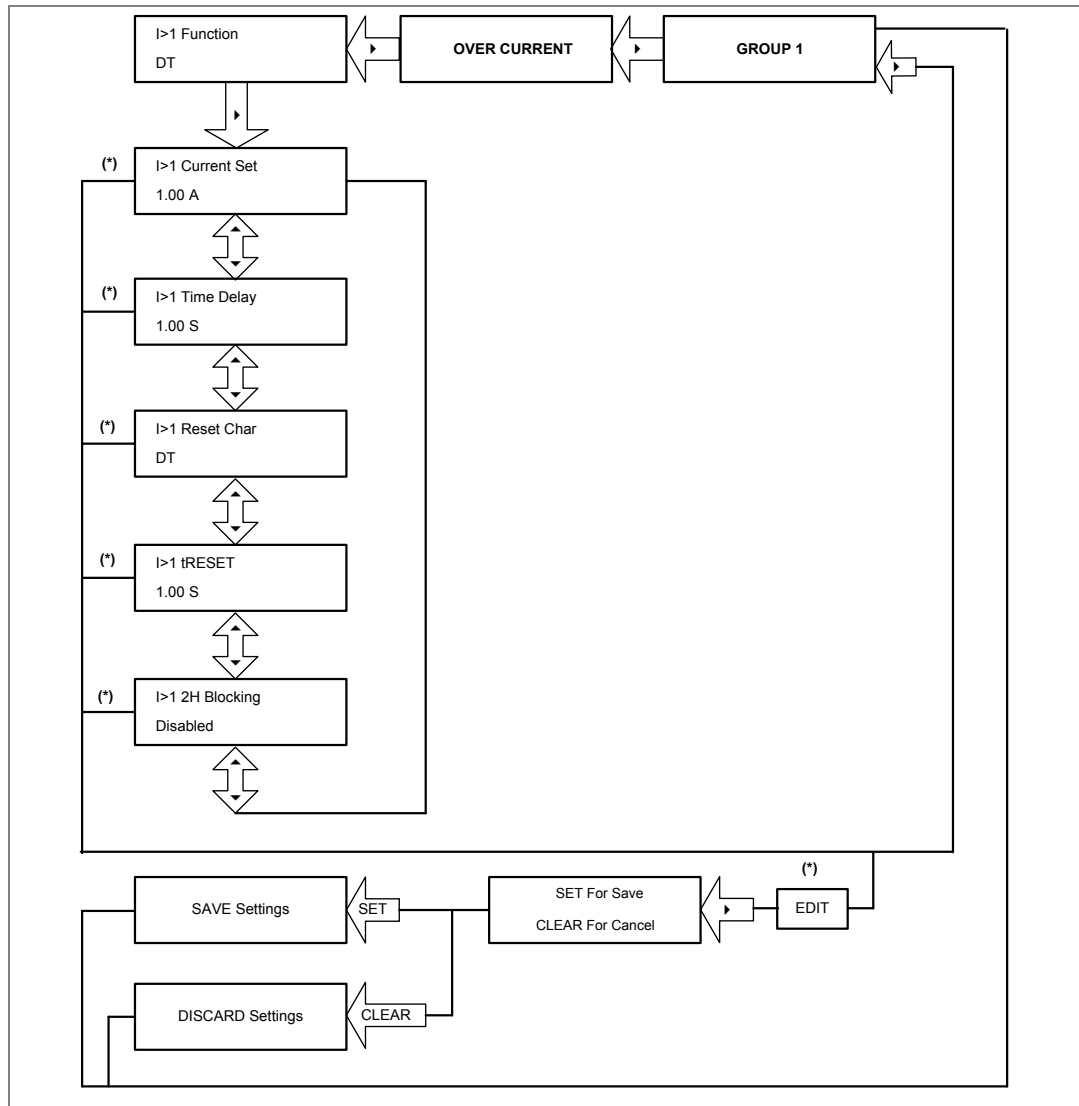 I>1 Function
DT
OVER CURRENT
GROUP 1
(*)
I>1 Current Set
1.00 A
(*)
I>1 Time Delay
1.00 S
(*)
I>1 Reset Char
DT
(*)
I>1 tRESET
1.00 S
(*)
I>1 2H Blocking
Disabled
(*)
SAVE Settings
SET
SET For Save
CLEAR For Cancel
EDIT
DISCARD Settings
CLEAR